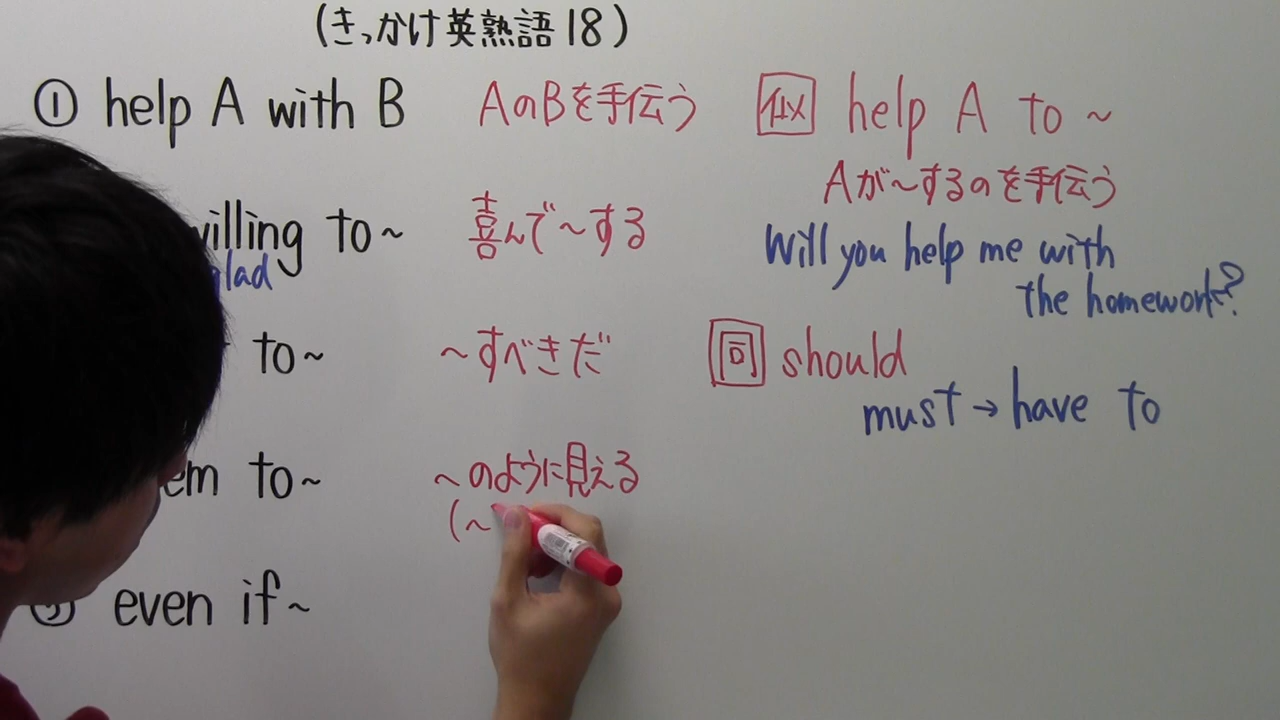 (きっかけ英熟語18)
① help A with B AのBを手伝う 似 help A to ~
Aが~するのを手伝う
willing to~ 喜んで~する
glad
Will you help me with
the homework?
to~ ~すべきだ 同 should
must → have to
em to~ ~のように見える
(~
⑤ even if~